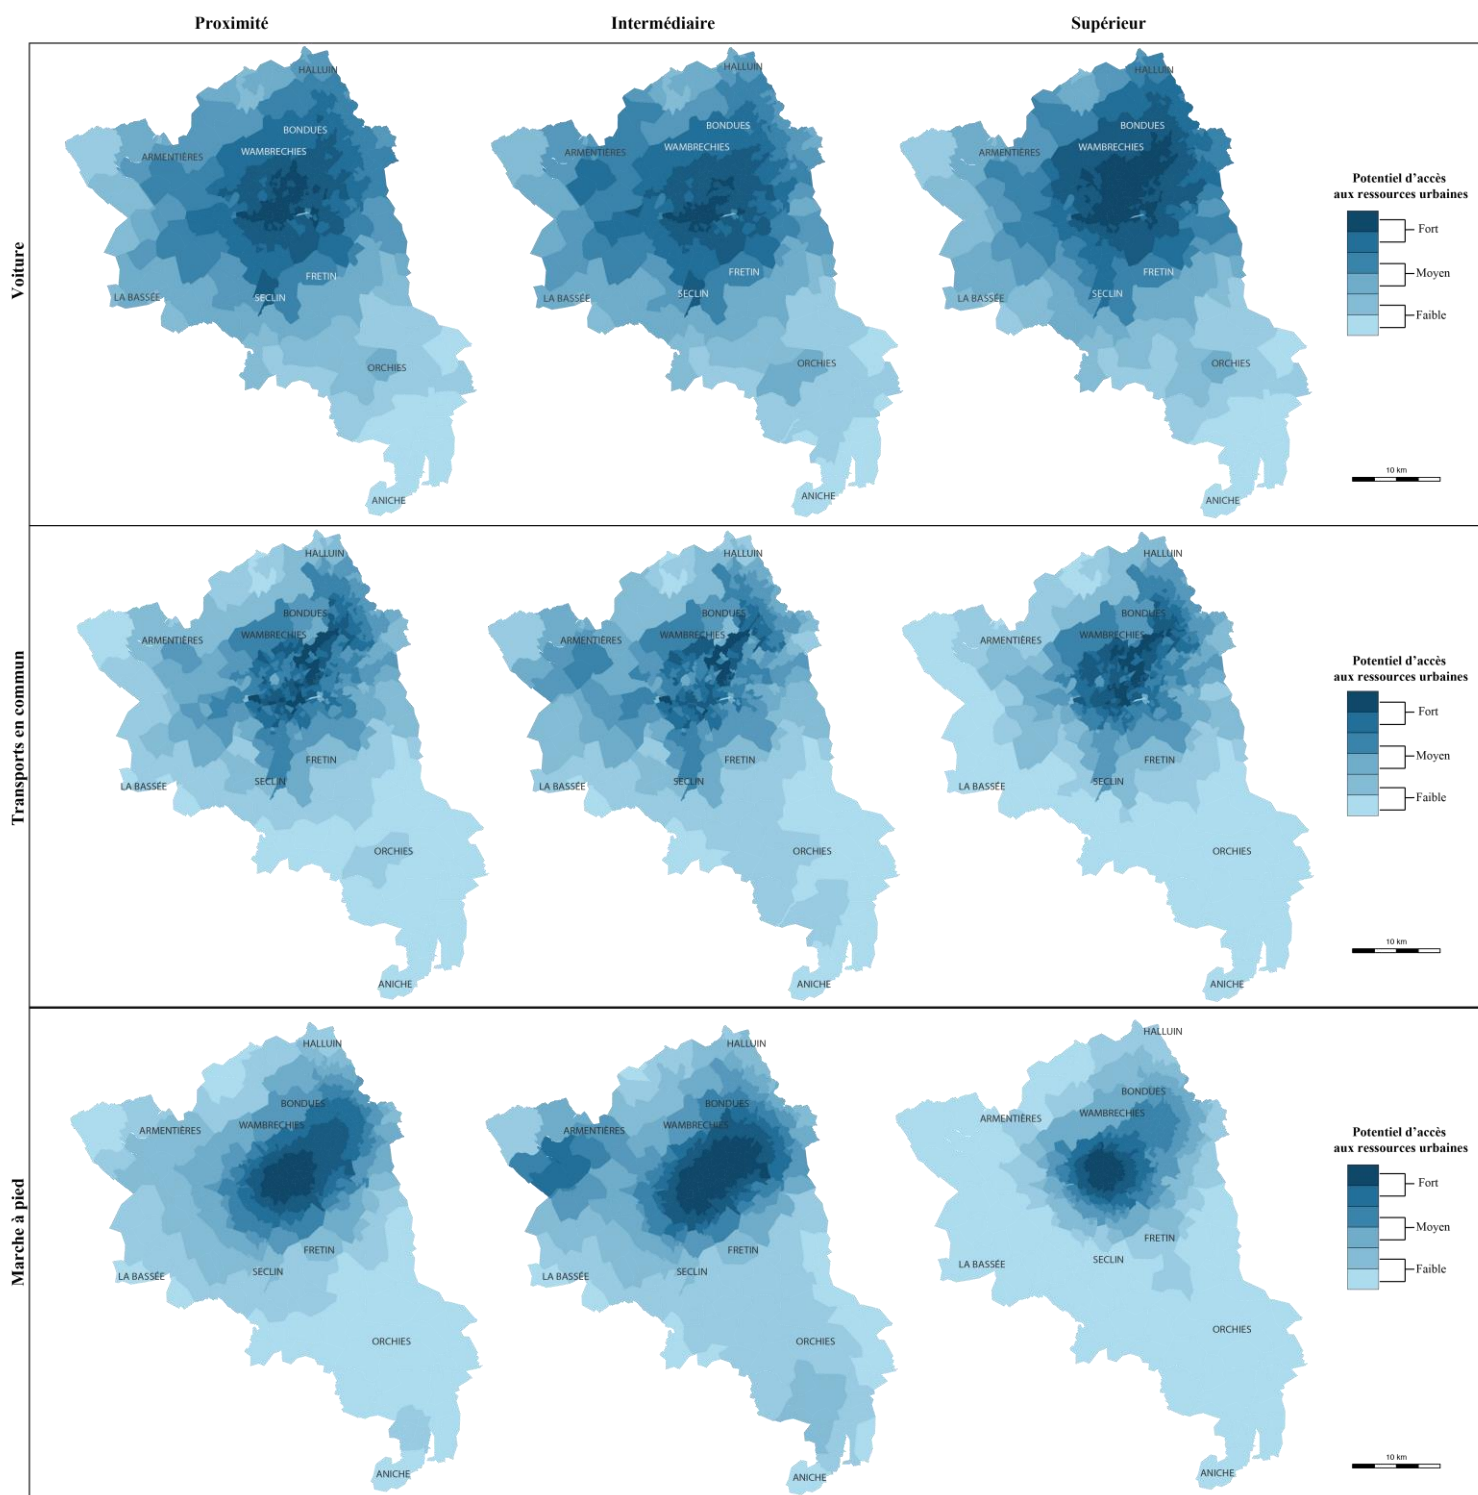 Proximité
Intermédiaire
Supérieur
Voiture
HALLUIN
BONDUES
WAMBRECHIES
ARMENTIÈRES
FRETIN
SECLIN
LA BASSÉE
ORCHIES
ANICHE
HALLUIN
BONDUES
WAMBRECHIES
ARMENTIÈRES
FRETIN
SECLIN
LA BASSÉE
ORCHIES
ANICHE
HALLUIN
BONDUES
WAMBRECHIES
ARMENTIÈRES
FRETIN
SECLIN
LA BASSÉE
ORCHIES
ANICHE
Potentiel d'accès
aux ressources urbaines
Fort
Moyen
Faible
10 km
Transports en commun
HALLUIN
BONDUES
WAMBRECHIES
ARMENTIÈRES
FRETIN
SECLIN
LA BASSÉE
ORCHIES
ANICHE
HALLUIN
BONDUES
WAMBRECHIES
ARMENTIÈRES
FRETIN
SECLIN
LA BASSÉE
ORCHIES
ANICHE
HALLUIN
BONDUES
WAMBRECHIES
ARMENTIÈRES
FRETIN
SECLIN
LA BASSÉE
ORCHIES
ANICHE
Potentiel d'accès
aux ressources urbaines
Fort
Moyen
Faible
10 km
Marche à pied
HALLUIN
BONDUES
WAMBRECHIES
ARMENTIÈRES
FRETIN
SECLIN
LA BASSÉE
ORCHIES
ANICHE
HALLUIN
BONDUES
WAMBRECHIES
ARMENTIÈRES
FRETIN
SECLIN
LA BASSÉE
ORCHIES
ANICHE
HALLUIN
BONDUES
WAMBRECHIES
ARMENTIÈRES
FRETIN
SECLIN
LA BASSÉE
ORCHIES
ANICHE
Potentiel d'accès
aux ressources urbaines
Fort
Moyen
Faible
10 km